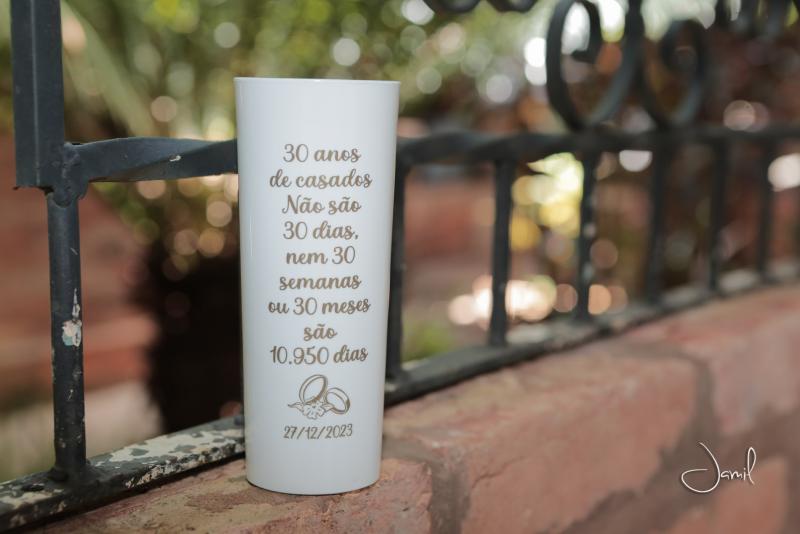 30 anos
de casados
Não são
30 dias,
nem 30
semanas
ou 30 meses
são
10.950 dias
27/12/2023
Jamil